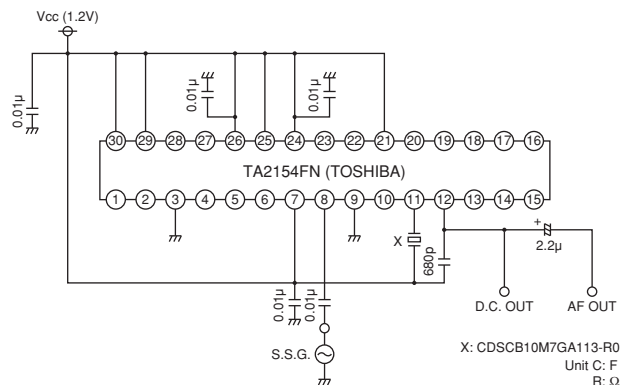 Vcc (1.2V)
0.01µ
0.01µ
0.01µ
30 29 28 27 26 25 24 23 22 21 20 19 18 17 16
TA2154FN (TOSHIBA)
1 2 3 4 5 6 7 8 9 10 11 12 13 14 15
X
680p
+
2.2µ
0.01µ
0.01µ
D.C. OUT
AF OUT
S.S.G.
X: CDSCB10M7GA113-R0
Unit C: F
R: Ω